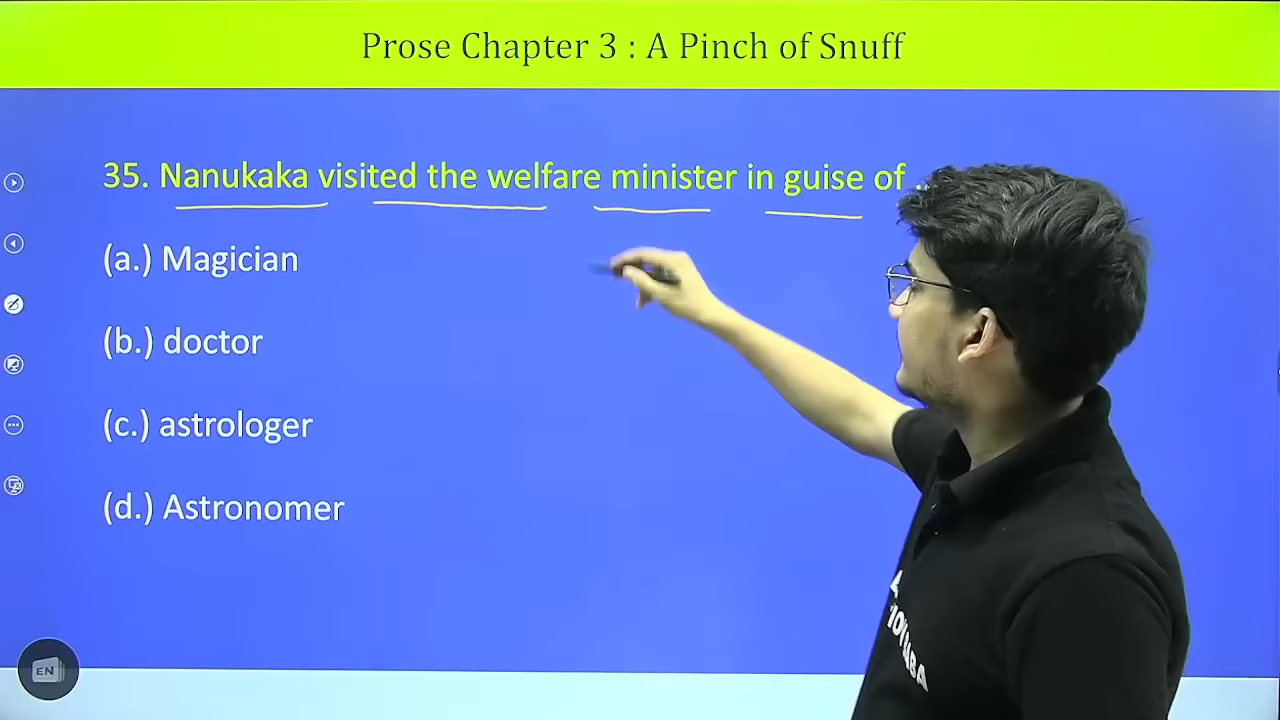 Prose Chapter 3 : A Pinch of Snuff
35. Nanukaka visited the welfare minister in guise of ..
(a.) Magician
(b.) doctor
(c.) astrologer
(d.) Astronomer
EN